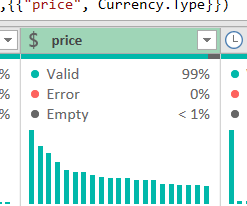 ,{{"price", Currency.Type}})
$ price
% Valid 99%
% Error 0%
% Empty < 1%